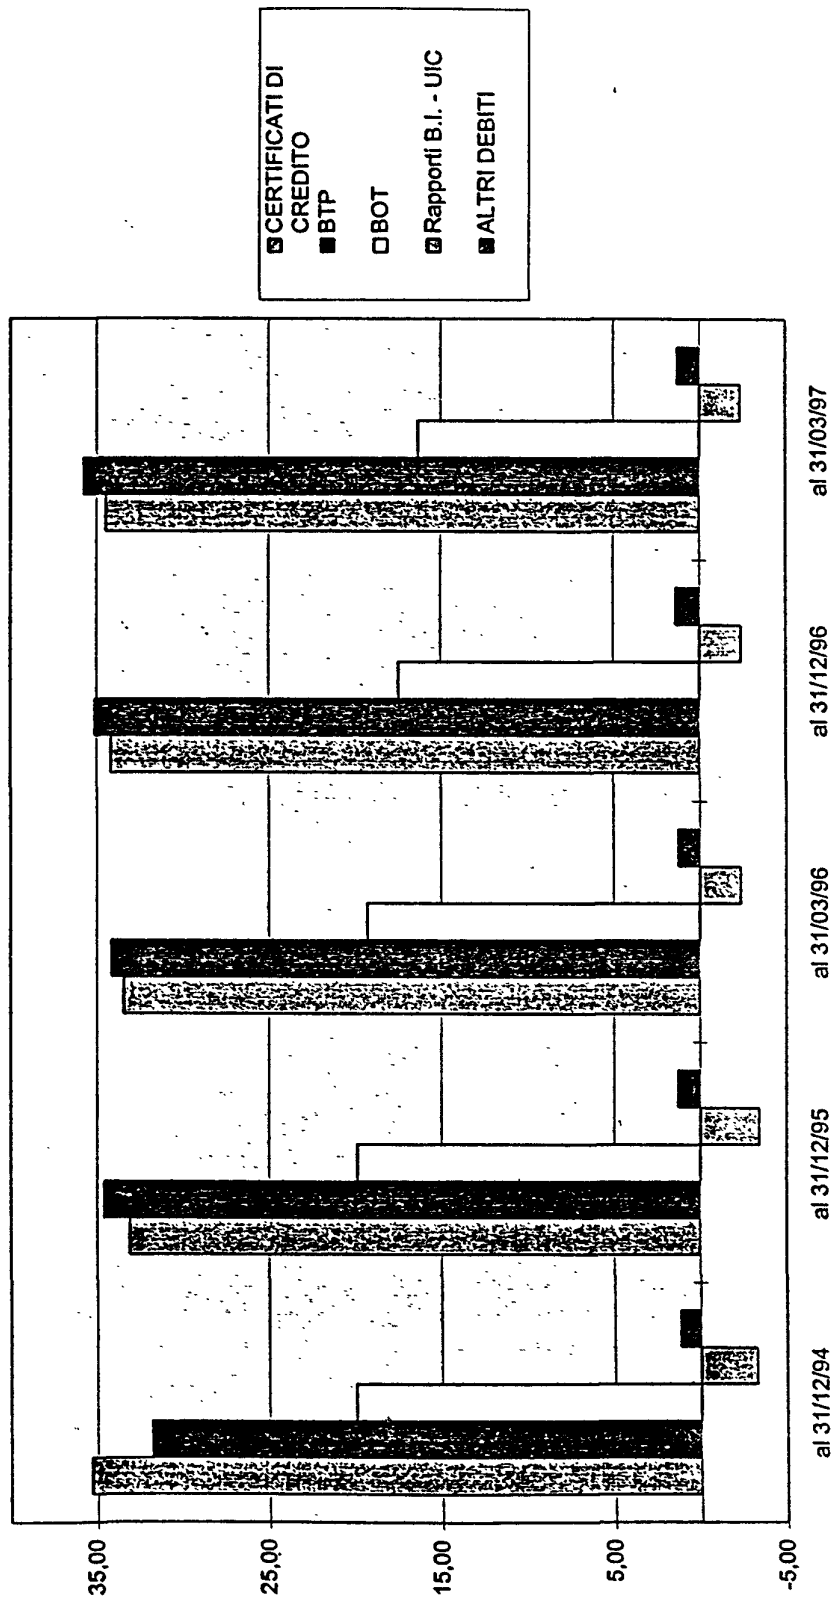 35,00
25,00
15,00
5,00
-5,00
al 31/12/94
al 31/12/95
al 31/03/96
al 31/12/96
al 31/03/97
CERTIFICATI DI
CREDITO
BTP
BOT
Rapporti B.I. - UIC
ALTRI DEBITI